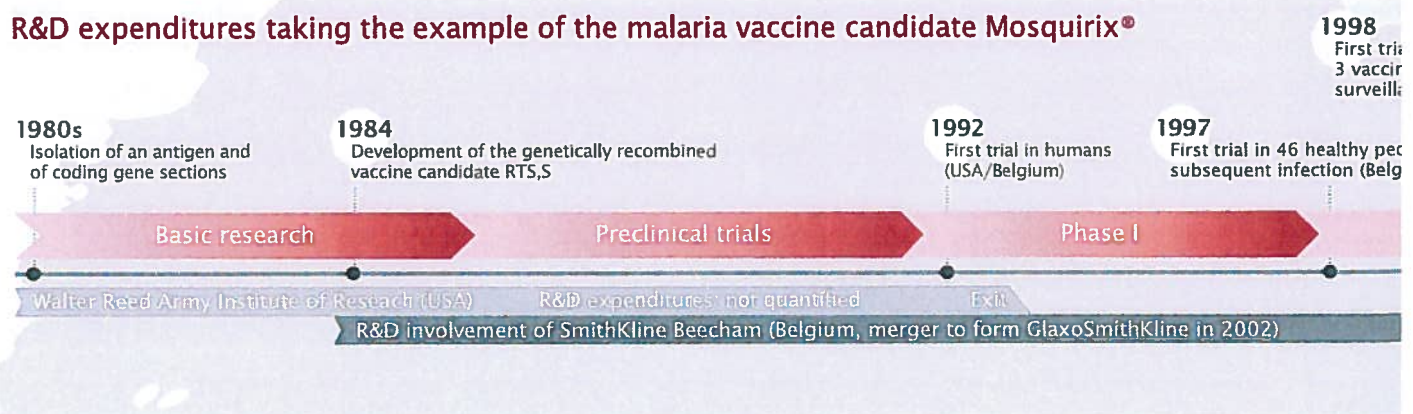 R&D expenditures taking the example of the malaria vaccine candidate Mosquirix®
1998
First tria
3 vaccin
surveilla
1980s
Isolation of an antigen and
of coding gene sections
1984
Development of the genetically recombined
vaccine candidate RTS,S
1992
First trial in humans
(USA/Belgium)
1997
First trial in 46 healthy peo
subsequent infection (Belg
Basic research
Preclinical trials
Phase I
Walter Reed Army Institute of Reseach (USA)
R&D expenditures: not quantified
Exit
R&D involvement of SmithKline Beecham (Belgium, merger to form GlaxoSmithKline in 2002)